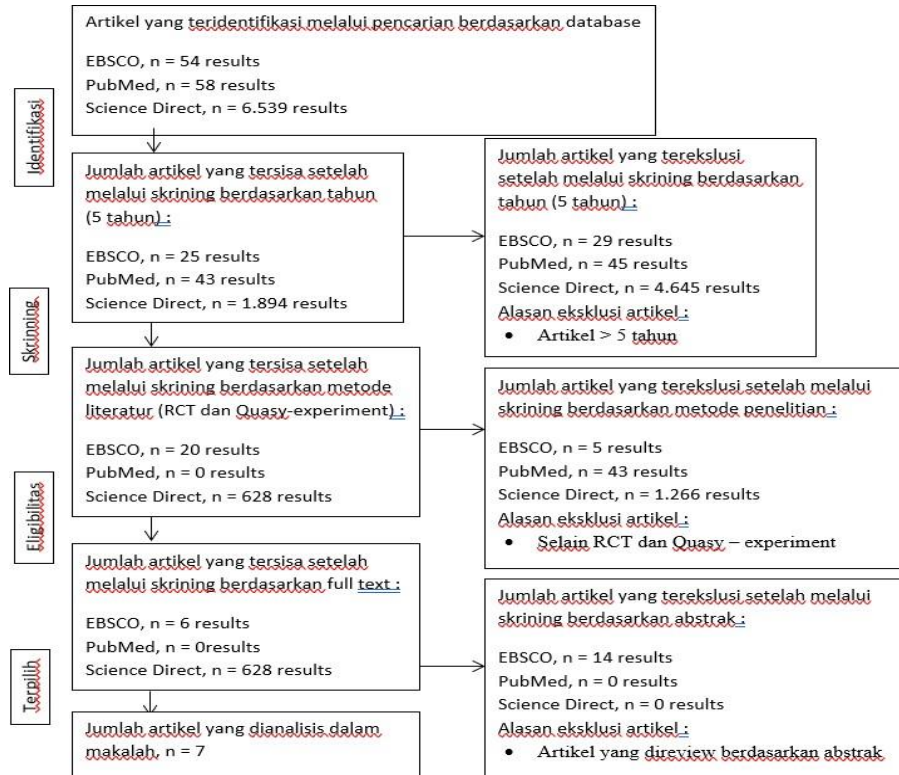 Identifikasi
Artikel yang teridentifikasi melalui pencarian berdasarkan database
EBSCO, n = 54 results
PubMed, n = 58 results
Science Direct, n = 6.539 results
Skrinning
Jumlah artikel yang tersisa setelah
melalui skrining berdasarkan tahun
(5 tahun) :
EBSCO, n = 25 results
PubMed, n = 43 results
Science Direct, n = 1.894 results
Jumlah artikel yang terekslusi
setelah melalui skrining berdasarkan
tahun (5 tahun) :
EBSCO, n = 29 results
PubMed, n = 45 results
Science Direct, n = 4.645 results
Alasan eksklusi artikel :
• Artikel > 5 tahun
Jumlah artikel yang tersisa setelah
melalui skrining berdasarkan metode
literatur (RCT dan Quasy-experiment) :
EBSCO, n = 20 results
PubMed, n = 0 results
Science Direct, n = 628 results
Jumlah artikel yang terekslusi setelah melalui
skrining berdasarkan metode penelitian :
EBSCO, n = 5 results
PubMed, n = 43 results
Science Direct, n = 1.266 results
Alasan eksklusi artikel :
• Selain RCT dan Quasy – experiment
Eligibilitas
Jumlah artikel yang tersisa setelah
melalui skrining berdasarkan full text :
EBSCO, n = 6 results
PubMed, n = 0results
Science Direct, n = 628 results
Jumlah artikel yang terekslusi setelah melalui
skrining berdasarkan abstrak :
EBSCO, n = 14 results
PubMed, n = 0 results
Science Direct, n = 0 results
Alasan eksklusi artikel :
• Artikel yang direview berdasarkan abstrak
Terpilih
Jumlah artikel yang dianalisis dalam
makalah, n = 7